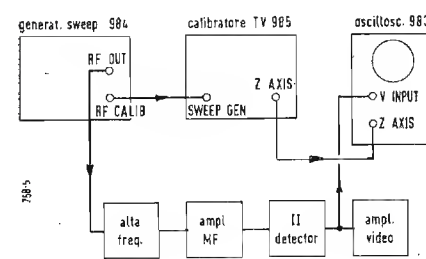 generat. sweep 984
calibratore TV 985
oscillosc. 983
RF OUT
RF CALIB
SWEEP GEN
Z AXIS
V INPUT
Z AXIS
758-5
alta
freq.
ampl
MF
II
detector
ampl.
video